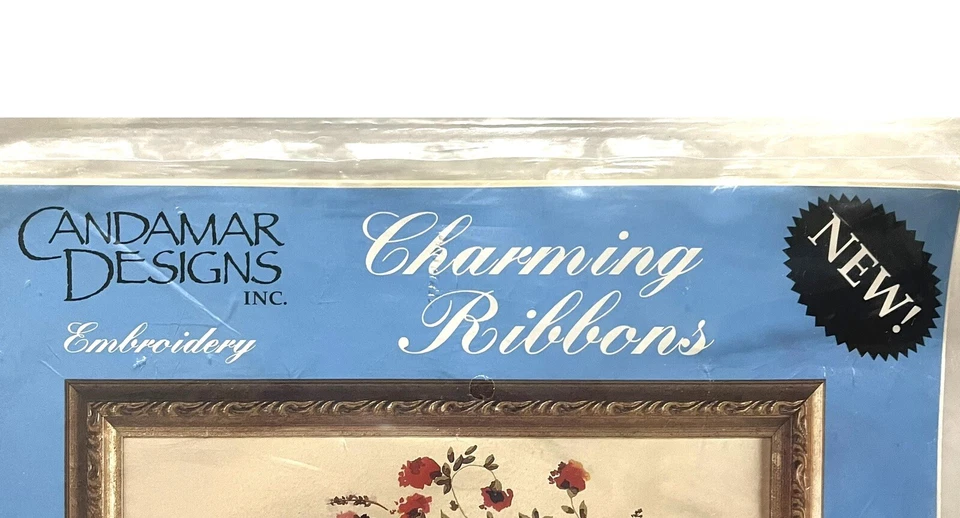 CANDAMAR
DESIGNS
INC.
Embroidery
Charming
Ribbons
NEW!